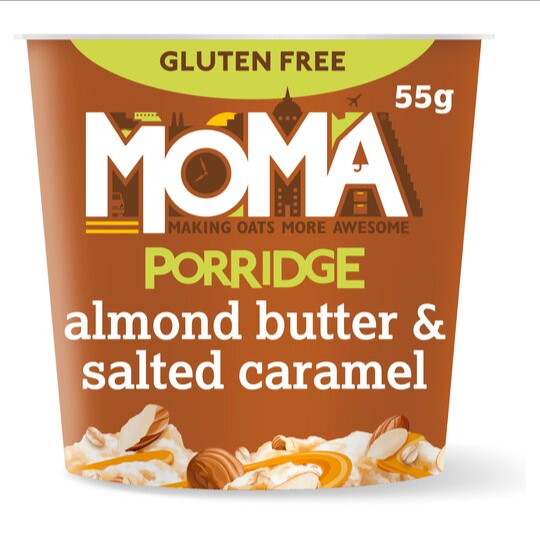 GLUTEN FREE
55g
MOMA
MAKING OATS MORE AWESOME
PORRIDGE
almond butter &
salted caramel